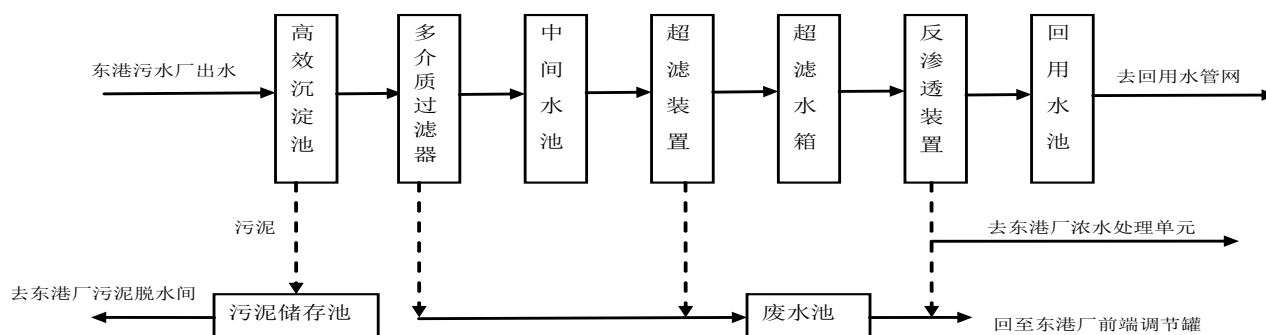 东港污水厂出水
高效沉淀池
多介质过滤器
中间水池
超滤装置
超滤水箱
反渗透装置
回用水池
去回用水管网
污泥
去东港厂浓水处理单元
去东港厂污泥脱水间
污泥储存池
废水池
回至东港厂前端调节罐